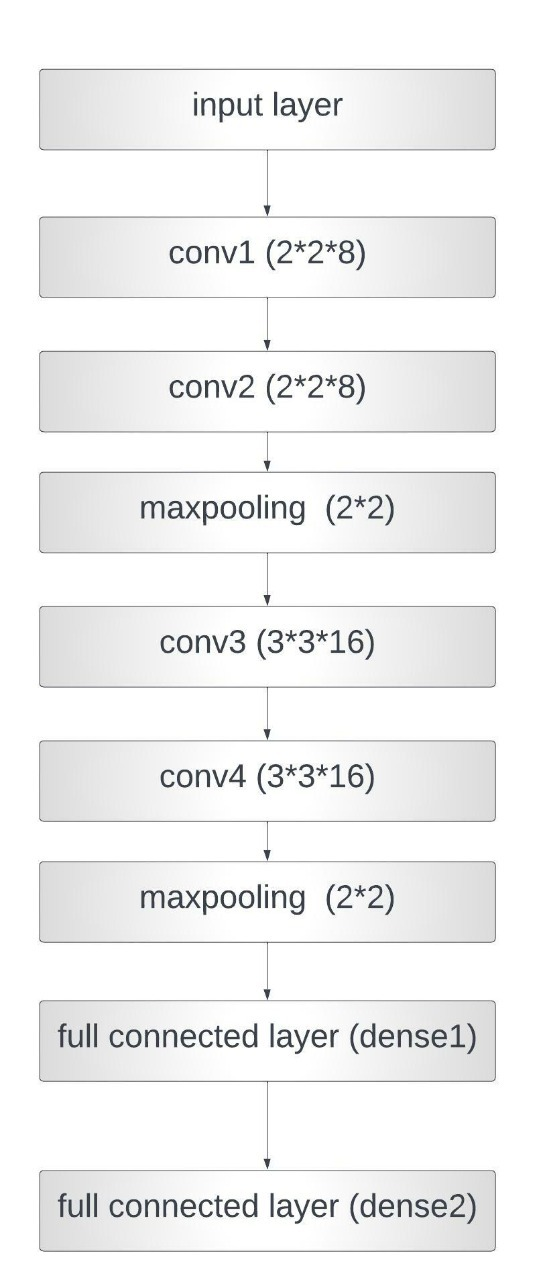 input layer
conv1 (2*2*8)
conv2 (2*2*8)
maxpooling  (2*2)
conv3 (3*3*16)
conv4 (3*3*16)
maxpooling  (2*2)
full connected layer (dense1)
full connected layer (dense2)